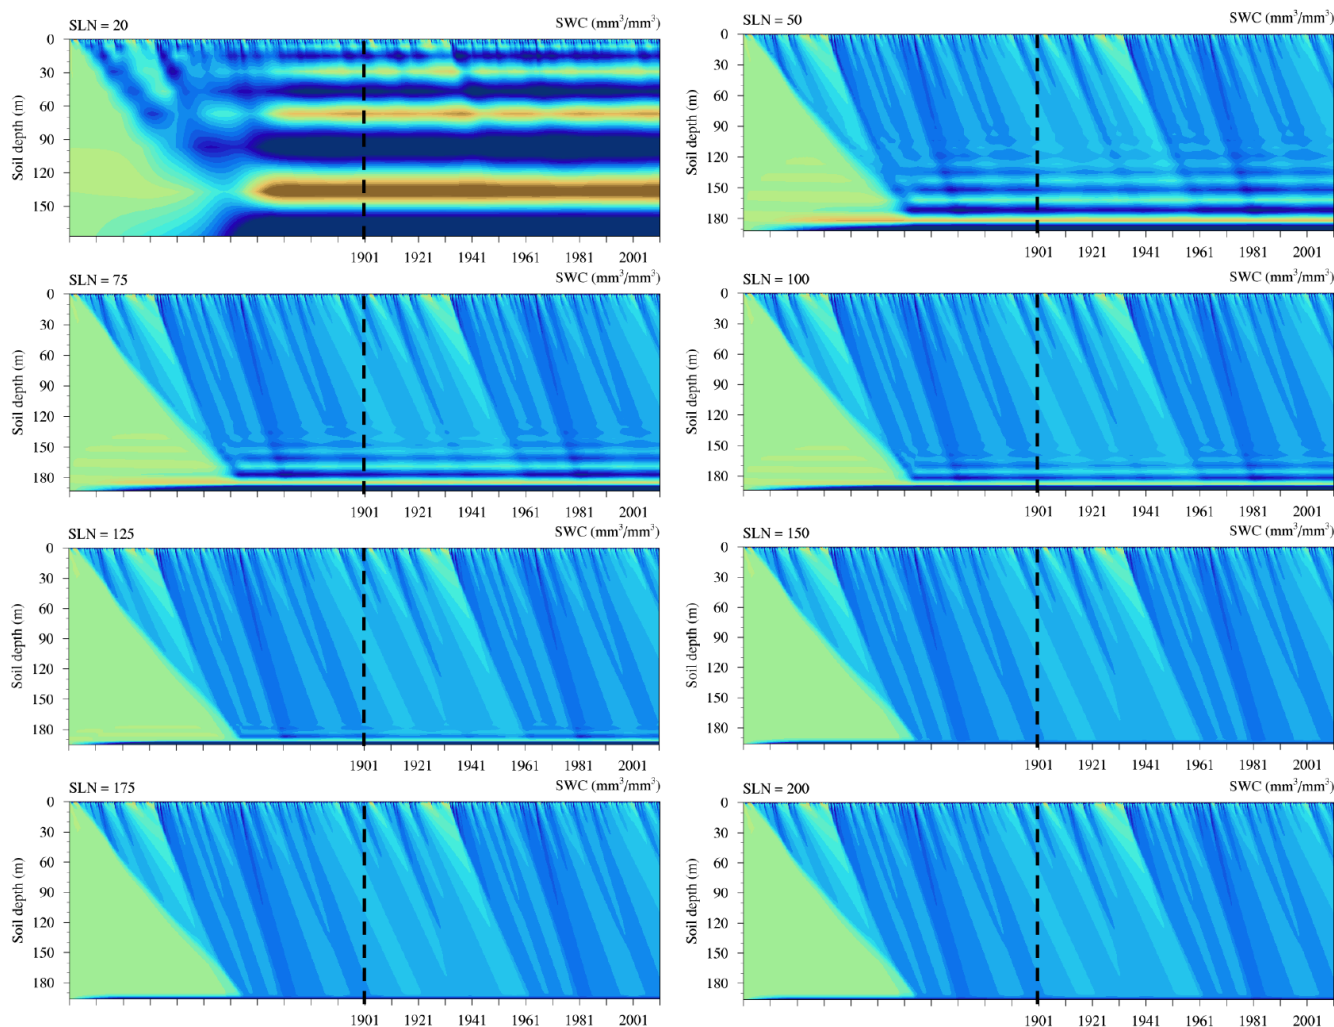 SLN = 20 SWC (mm³/mm³)
0
30
60
90
120
150
Soil depth (m)
1901 1921 1941 1961 1981 2001
SLN = 50 SWC (mm³/mm³)
0
30
60
90
120
150
180
Soil depth (m)
1901 1921 1941 1961 1981 2001
SLN = 75 SWC (mm³/mm³)
0
30
60
90
120
150
180
Soil depth (m)
1901 1921 1941 1961 1981 2001
SLN = 100 SWC (mm³/mm³)
0
30
60
90
120
150
180
Soil depth (m)
1901 1921 1941 1961 1981 2001
SLN = 125 SWC (mm³/mm³)
0
30
60
90
120
150
180
Soil depth (m)
1901 1921 1941 1961 1981 2001
SLN = 150 SWC (mm³/mm³)
0
30
60
90
120
150
180
Soil depth (m)
1901 1921 1941 1961 1981 2001
SLN = 175 SWC (mm³/mm³)
0
30
60
90
120
150
180
Soil depth (m)
1901 1921 1941 1961 1981 2001
SLN = 200 SWC (mm³/mm³)
0
30
60
90
120
150
180
Soil depth (m)
1901 1921 1941 1961 1981 2001